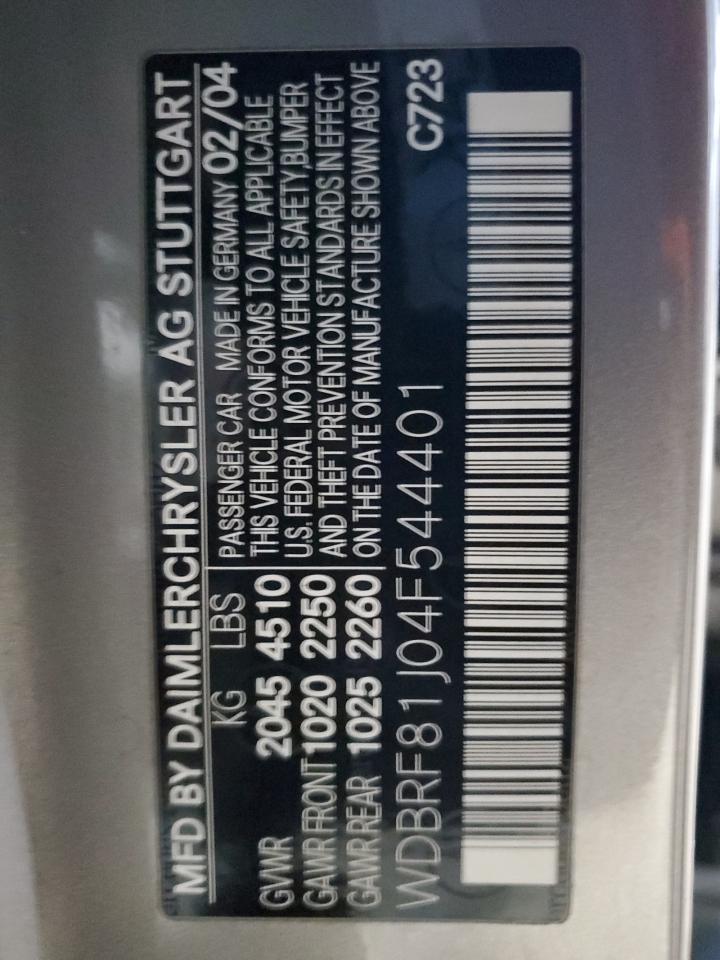 MFD BY DAIMLERCHRYSLER AG STUTTGART
KG LBS
GVWR 2045 4510
GAWR FRONT 1020 2250
GAWR REAR 1025 2260
PASSENGER CAR MADE IN GERMANY 02/04
THIS VEHICLE CONFORMS TO ALL APPLICABLE
U.S. FEDERAL MOTOR VEHICLE SAFETY,BUMPER
AND THEFT PREVENTION STANDARDS IN EFFECT
ON THE DATE OF MANUFACTURE SHOWN ABOVE
WDBRF81J04F544401 C723